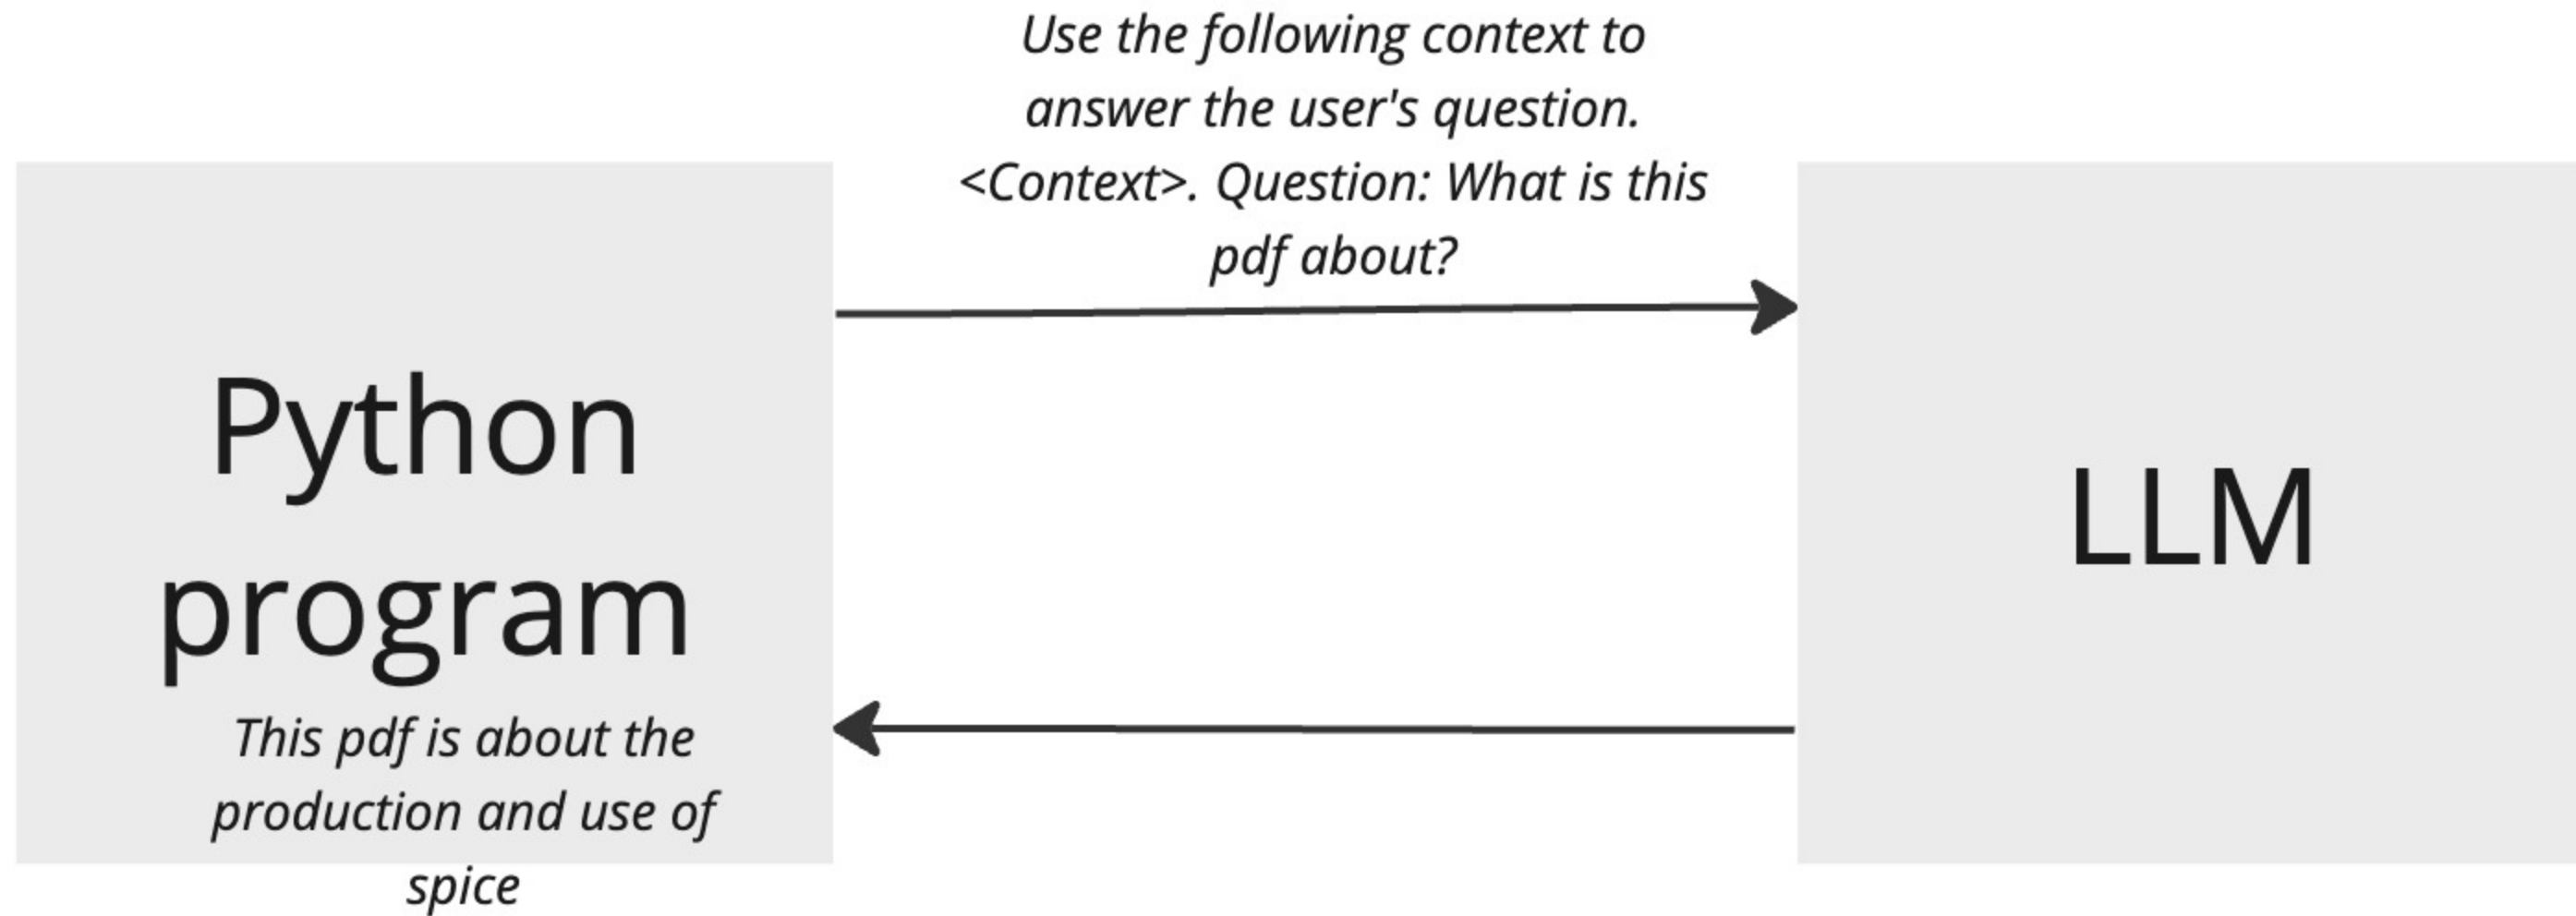 Use the following context to
answer the user's question.
<Context>. Question: What is this
pdf about?
Python
program
LLM
This pdf is about the
production and use of
spice